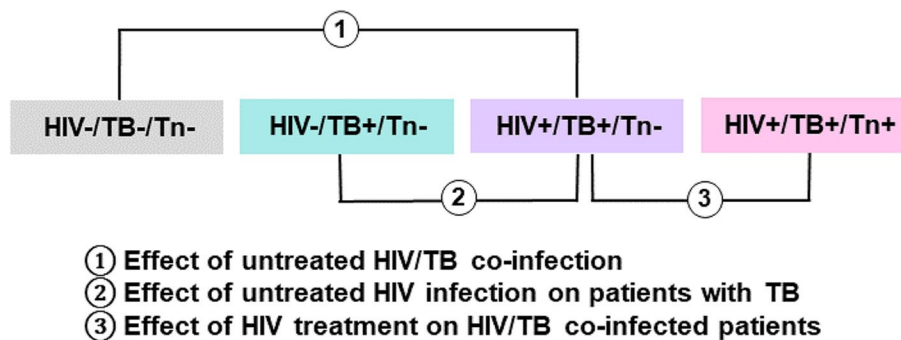 ①
HIV-/TB-/Tn- HIV-/TB+/Tn- HIV+/TB+/Tn- HIV+/TB+/Tn+
② ③
① Effect of untreated HIV/TB co-infection
② Effect of untreated HIV infection on patients with TB
③ Effect of HIV treatment on HIV/TB co-infected patients